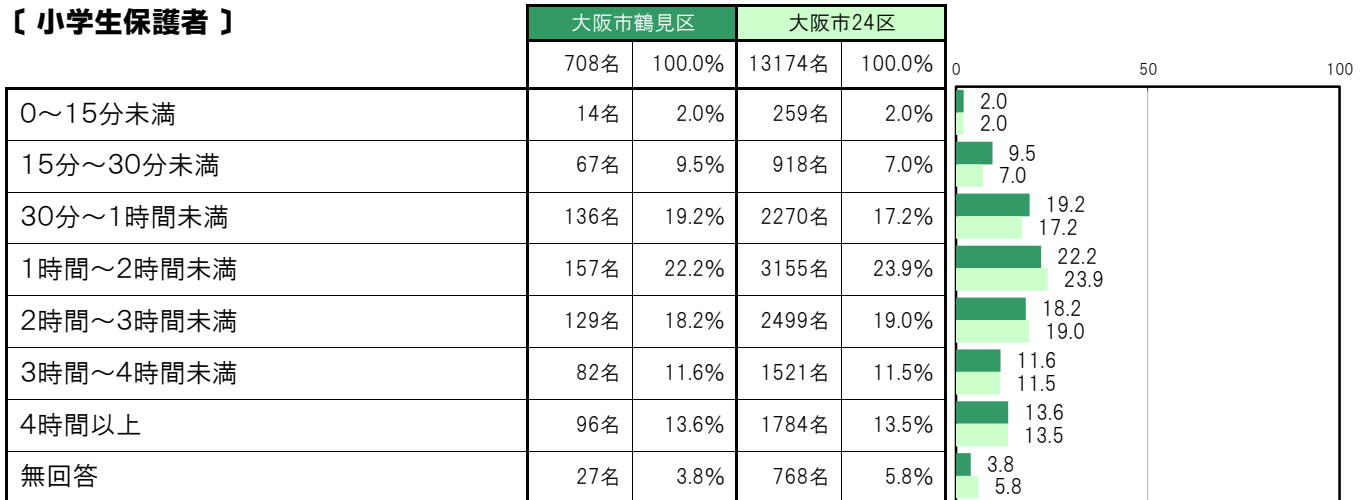 〔 小学生保護者 〕
大阪市鶴見区 大阪市24区
708名 100.0% 13174名 100.0%
0 50 100
0～15分未満 14名 2.0% 259名 2.0%
2.0
2.0
15分～30分未満 67名 9.5% 918名 7.0%
9.5
7.0
30分～1時間未満 136名 19.2% 2270名 17.2%
19.2
17.2
1時間～2時間未満 157名 22.2% 3155名 23.9%
22.2
23.9
2時間～3時間未満 129名 18.2% 2499名 19.0%
18.2
19.0
3時間～4時間未満 82名 11.6% 1521名 11.5%
11.6
11.5
4時間以上 96名 13.6% 1784名 13.5%
13.6
13.5
無回答 27名 3.8% 768名 5.8%
3.8
5.8